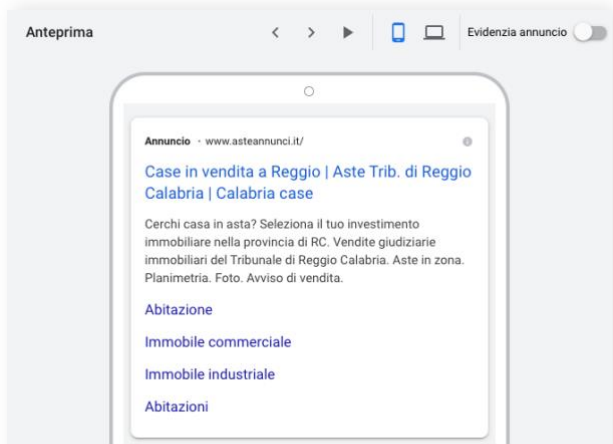 Anteprima
Evidenzia annuncio
Annuncio · www.asteannunci.it/
Case in vendita a Reggio | Aste Trib. di Reggio
Calabria | Calabria case
Cerchi casa in asta? Seleziona il tuo investimento
immobiliare nella provincia di RC. Vendite giudiziarie
immobiliari del Tribunale di Reggio Calabria. Aste in zona.
Planimetria. Foto. Avviso di vendita.
Abitazione
Immobile commerciale
Immobile industriale
Abitazioni